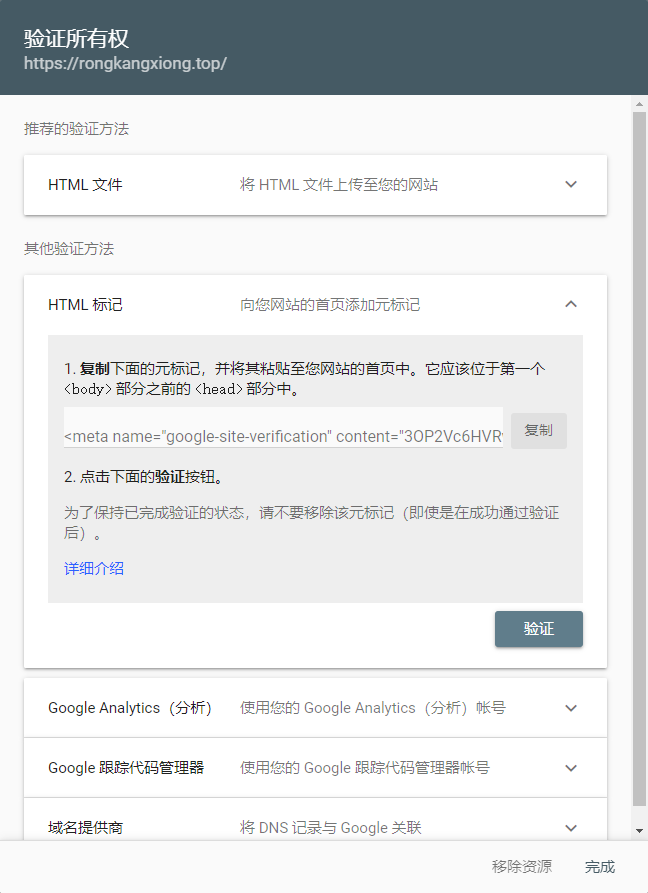 验证所有权
https://rongkangxiong.top/
推荐的验证方法
HTML 文件 将 HTML 文件上传至您的网站
其他验证方法
HTML 标记 向您网站的首页添加元标记
1. 复制下面的元标记，并将其粘贴至您网站的首页中。它应该位于第一个
<body> 部分之前的 <head> 部分中。
<meta name="google-site-verification" content="3OP2Vc6HVR 复制
2. 点击下面的验证按钮。
为了保持已完成验证的状态，请不要移除该元标记（即使是在成功通过验证
后）。
详细介绍
验证
Google Analytics（分析） 使用您的 Google Analytics（分析）帐号
Google 跟踪代码管理器 使用您的 Google 跟踪代码管理器帐号
域名提供商 将 DNS 记录与 Google 关联
移除资源 完成